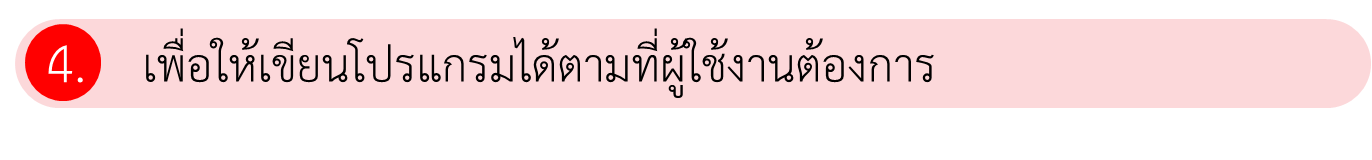 4. เพื่อให้เขียนโปรแกรมได้ตามที่ผู้ใช้งานต้องการ